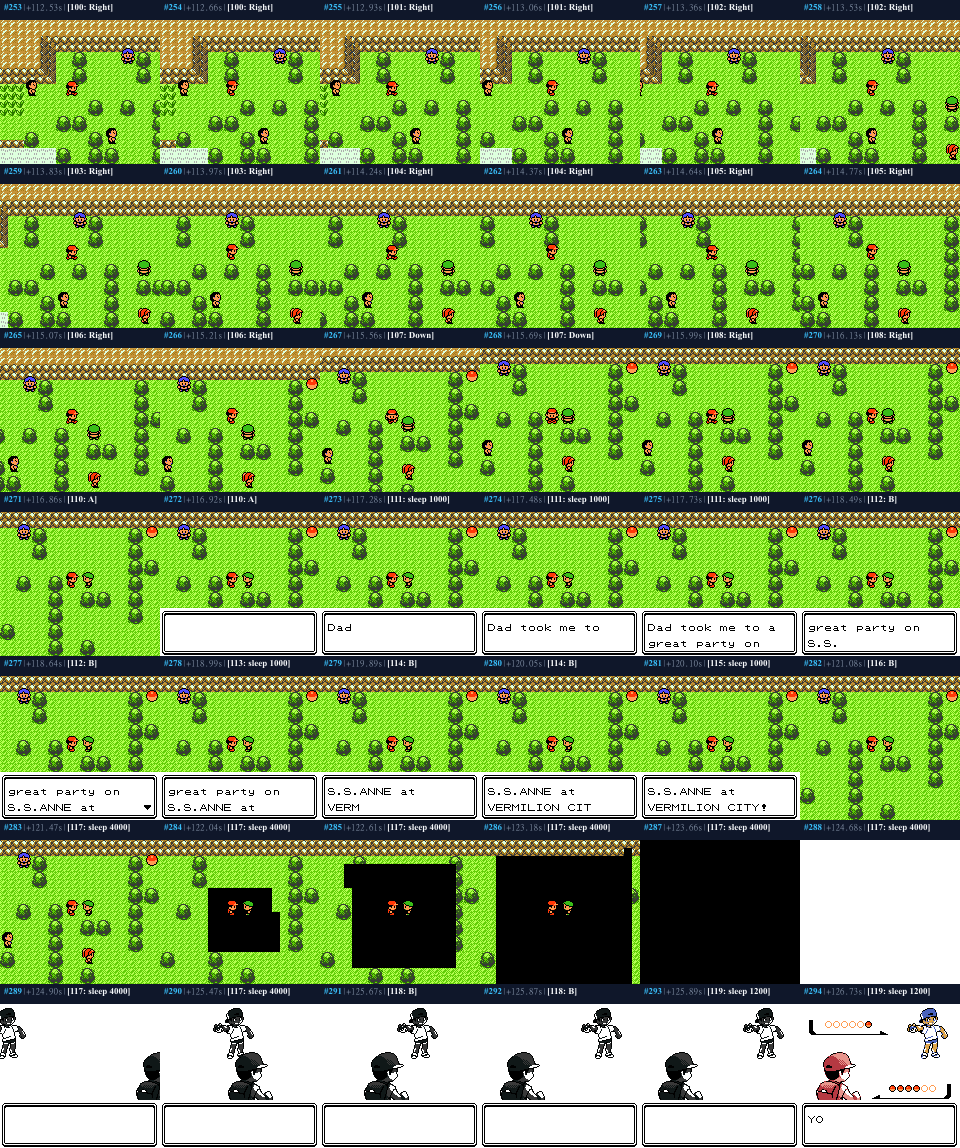 #253|+112.53s| [100: Right] #254|+112.66s| [100: Right] #255|+112.93s| [101: Right] #256|+113.06s| [101: Right] #257|+113.36s| [102: Right] #258|+113.53s| [102: Right]
#259|+113.83s| [103: Right] #260|+113.97s| [103: Right] #261|+114.24s| [104: Right] #262|+114.37s| [104: Right] #263|+114.64s| [105: Right] #264|+114.77s| [105: Right]
#265|+115.07s| [106: Right] #266|+115.21s| [106: Right] #267|+115.56s| [107: Down] #268|+115.69s| [107: Down] #269|+115.99s| [108: Right] #270|+116.13s| [108: Right]
#271|+116.86s| [110: A] #272|+116.92s| [110: A] #273|+117.28s| [111: sleep 1000] #274|+117.48s| [111: sleep 1000] #275|+117.73s| [111: sleep 1000] #276|+118.49s| [112: B]
Dad
Dad took me to
Dad took me to a
great party on
great party on
S.S.
#277|+118.64s| [112: B] #278|+118.99s| [113: sleep 1000] #279|+119.89s| [114: B] #280|+120.05s| [114: B] #281|+120.10s| [115: sleep 1000] #282|+121.08s| [116: B]
great party on
S.S.ANNE at
great party on
S.S.ANNE at
S.S.ANNE at
VERM
S.S.ANNE at
VERMILION CIT
S.S.ANNE at
VERMILION CITY!
#283|+121.47s| [117: sleep 4000] #284|+122.04s| [117: sleep 4000] #285|+122.61s| [117: sleep 4000] #286|+123.18s| [117: sleep 4000] #287|+123.66s| [117: sleep 4000] #288|+124.68s| [117: sleep 4000]
#289|+124.90s| [117: sleep 4000] #290|+125.47s| [117: sleep 4000] #291|+125.67s| [118: B] #292|+125.87s| [118: B] #293|+125.89s| [119: sleep 1200] #294|+126.73s| [119: sleep 1200]
YO